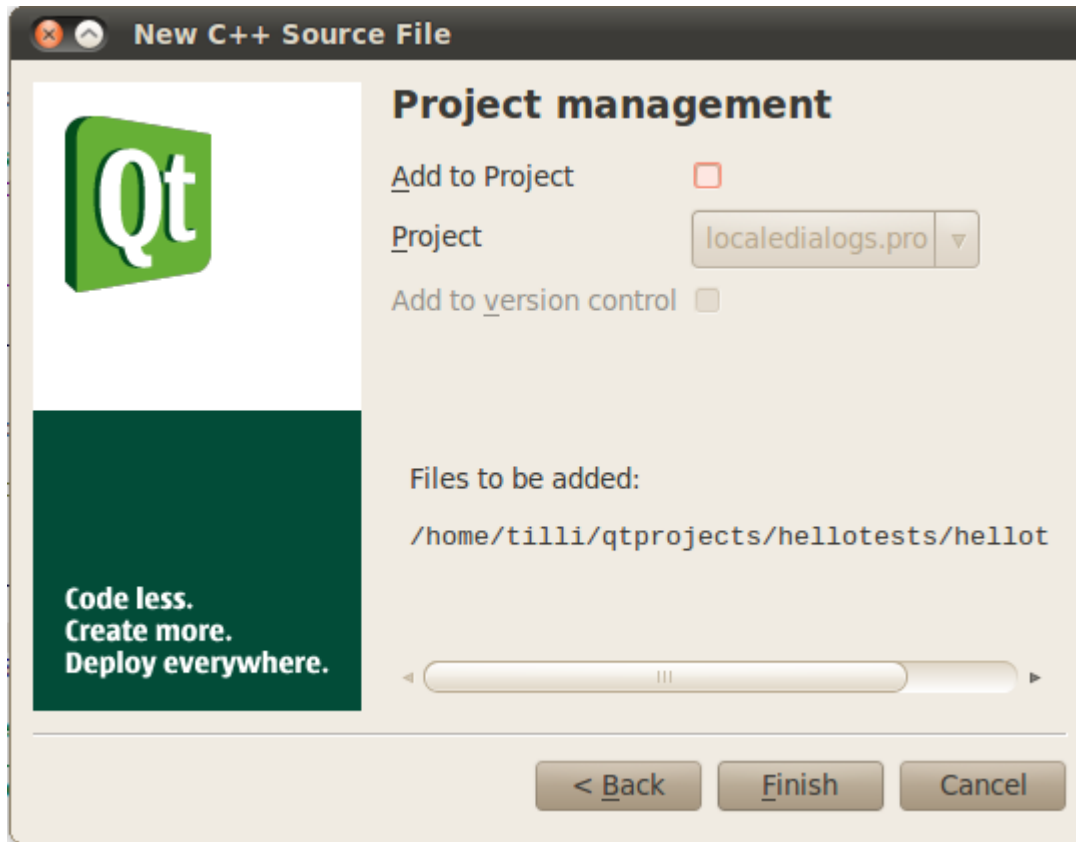 New C++ Source File
Qt
Project management
Add to Project
Project localedialogs.pro
Add to version control
Files to be added:
/home/tilli/qtprojects/hellotests/hellot
Code less.
Create more.
Deploy everywhere.
< Back Finish Cancel